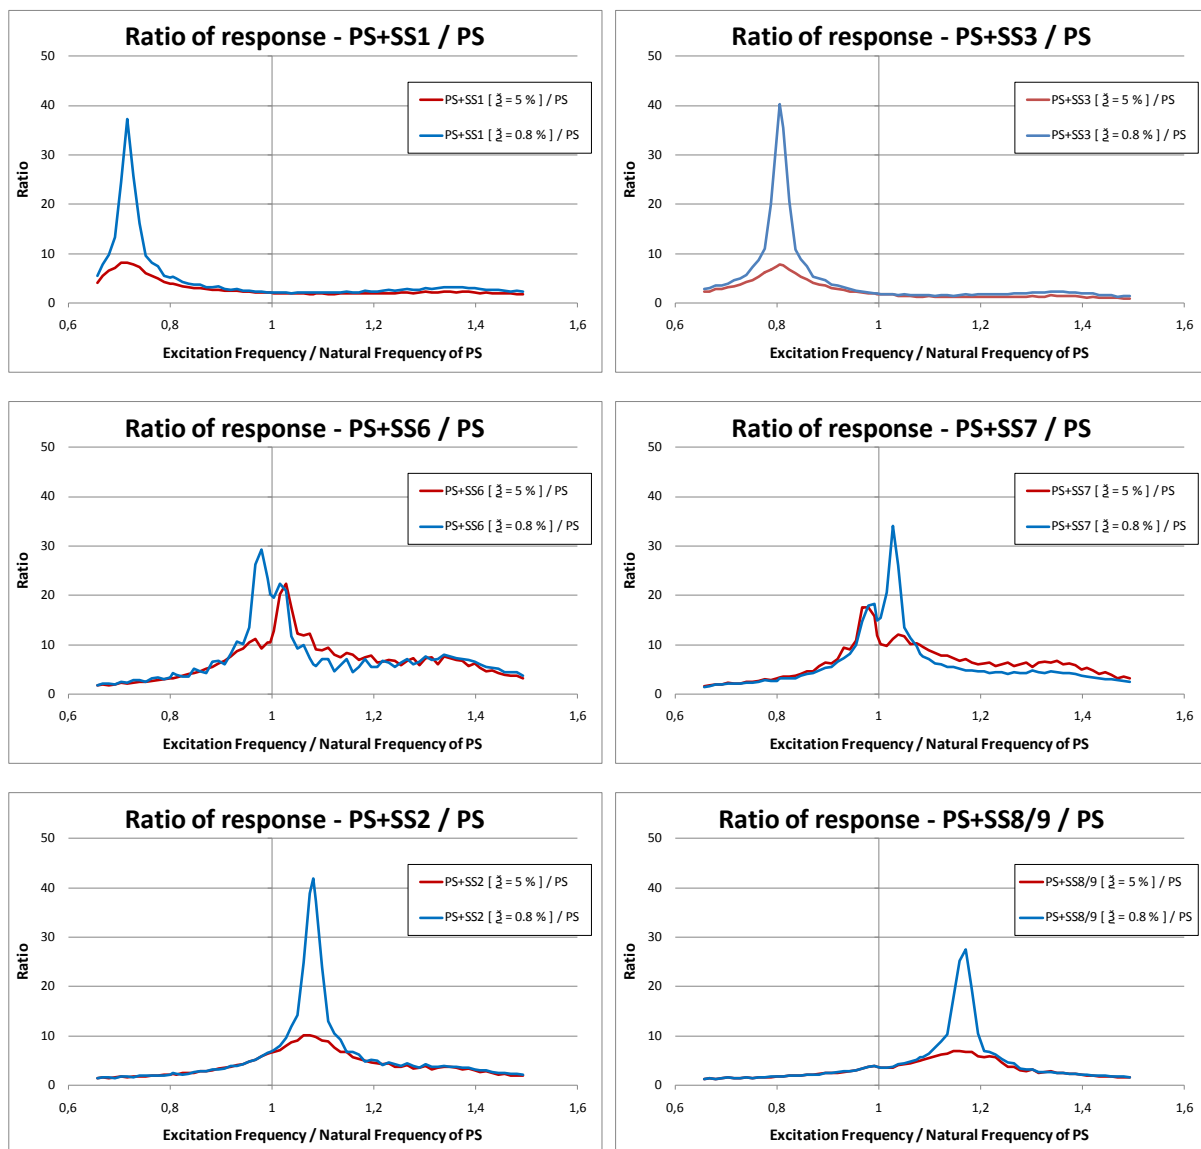 Ratio of response - PS+SS1 / PS
50
40
30
20
10
0
Ratio
PS+SS1 [ ξ = 5 % ] / PS
PS+SS1 [ ξ = 0.8 % ] / PS
0,6 0,8 1 1,2 1,4 1,6
Excitation Frequency / Natural Frequency of PS
Ratio of response - PS+SS3 / PS
50
40
30
20
10
0
Ratio
PS+SS3 [ ξ = 5 % ] / PS
PS+SS3 [ ξ = 0.8 % ] / PS
0,6 0,8 1 1,2 1,4 1,6
Excitation Frequency / Natural Frequency of PS
Ratio of response - PS+SS6 / PS
50
40
30
20
10
0
Ratio
PS+SS6 [ ξ = 5 % ] / PS
PS+SS6 [ ξ = 0.8 % ] / PS
0,6 0,8 1 1,2 1,4 1,6
Excitation Frequency / Natural Frequency of PS
Ratio of response - PS+SS7 / PS
50
40
30
20
10
0
Ratio
PS+SS7 [ ξ = 5 % ] / PS
PS+SS7 [ ξ = 0.8 % ] / PS
0,6 0,8 1 1,2 1,4 1,6
Excitation Frequency / Natural Frequency of PS
Ratio of response - PS+SS2 / PS
50
40
30
20
10
0
Ratio
PS+SS2 [ ξ = 5 % ] / PS
PS+SS2 [ ξ = 0.8 % ] / PS
0,6 0,8 1 1,2 1,4 1,6
Excitation Frequency / Natural Frequency of PS
Ratio of response - PS+SS8/9 / PS
50
40
30
20
10
0
Ratio
PS+SS8/9 [ ξ = 5 % ] / PS
PS+SS8/9 [ ξ = 0.8 % ] / PS
0,6 0,8 1 1,2 1,4 1,6
Excitation Frequency / Natural Frequency of PS